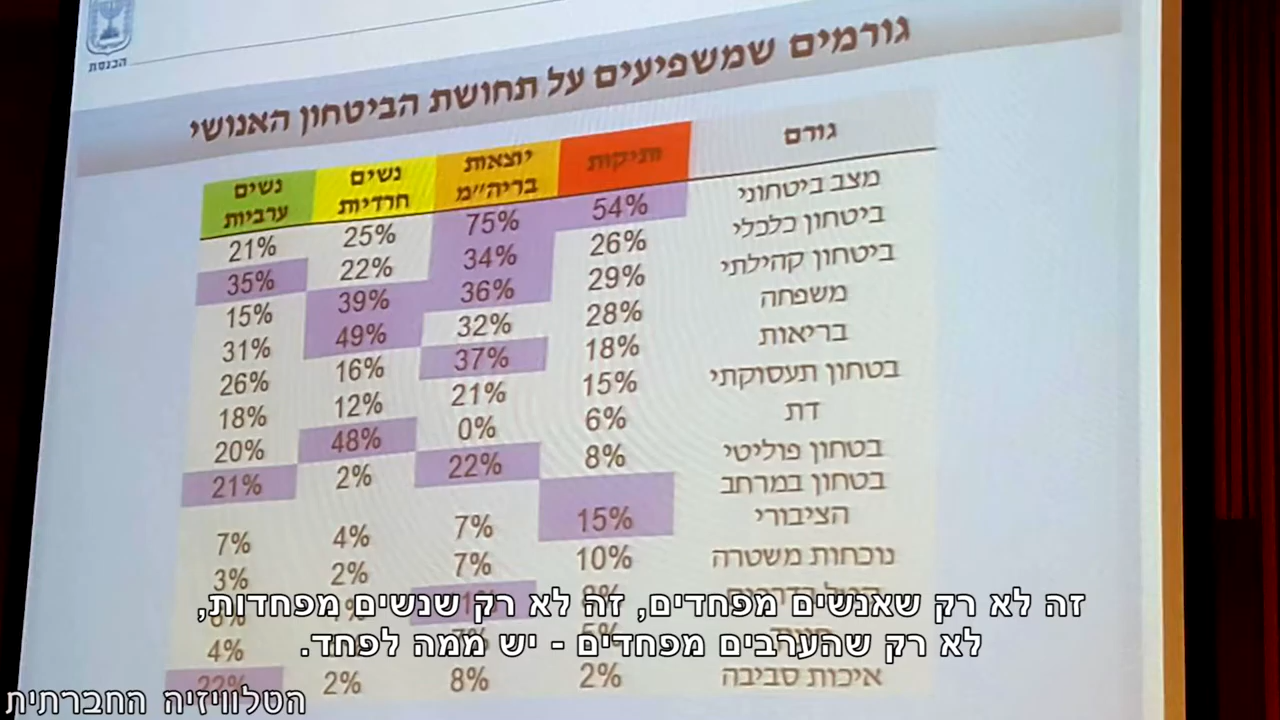 הכנסת
גורמים שמשפיעים על תחושת הביטחון האנושי
גורם ותיקות יוצאות בריה"מ נשים חרדיות נשים ערביות
מצב ביטחוני 54% 75% 25% 21%
ביטחון כלכלי 26% 34% 22% 35%
ביטחון קהילתי 29% 36% 39% 15%
משפחה 28% 32% 49% 31%
בריאות 18% 37% 16% 26%
בטחון תעסוקתי 15% 21% 12% 18%
דת 6% 0% 48% 20%
בטחון פוליטי 8% 22% 2% 21%
בטחון במרחב
הציבורי 15% 7% 4% 7%
נוכחות משטרה 10% 7% 2% 3%
5% 4%
איכות סביבה 2% 8% 2% 22%
זה לא רק שאנשים מפחדים, זה לא רק שנשים מפחדות,
לא רק שהערבים מפחדים - יש ממה לפחד.
הטלוויזיה החברתית